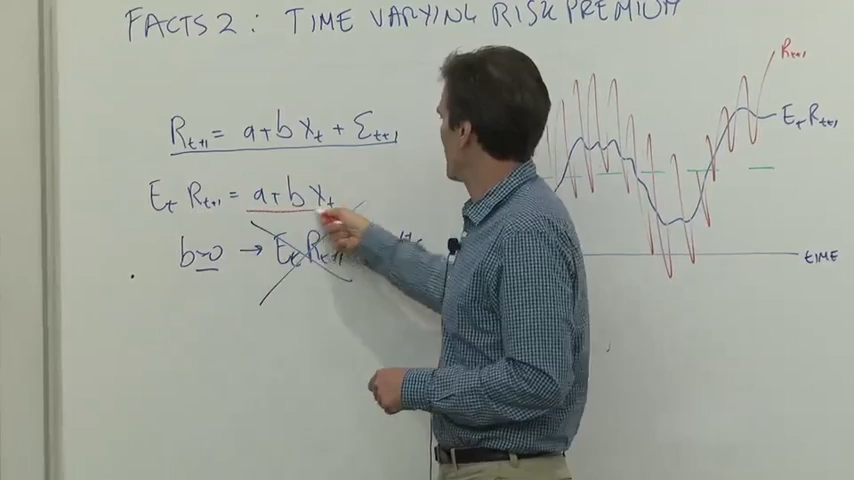 FACTS 2 : TIME VARYING RISK PREMIUM
R_{t+1} = a + b X_t + Σ_{t+1}
E_t R_{t+1} = a + b X_t
b ~ 0 → E_t R_{t+1}
R_{t+1}
E_t R_{t+1}
TIME